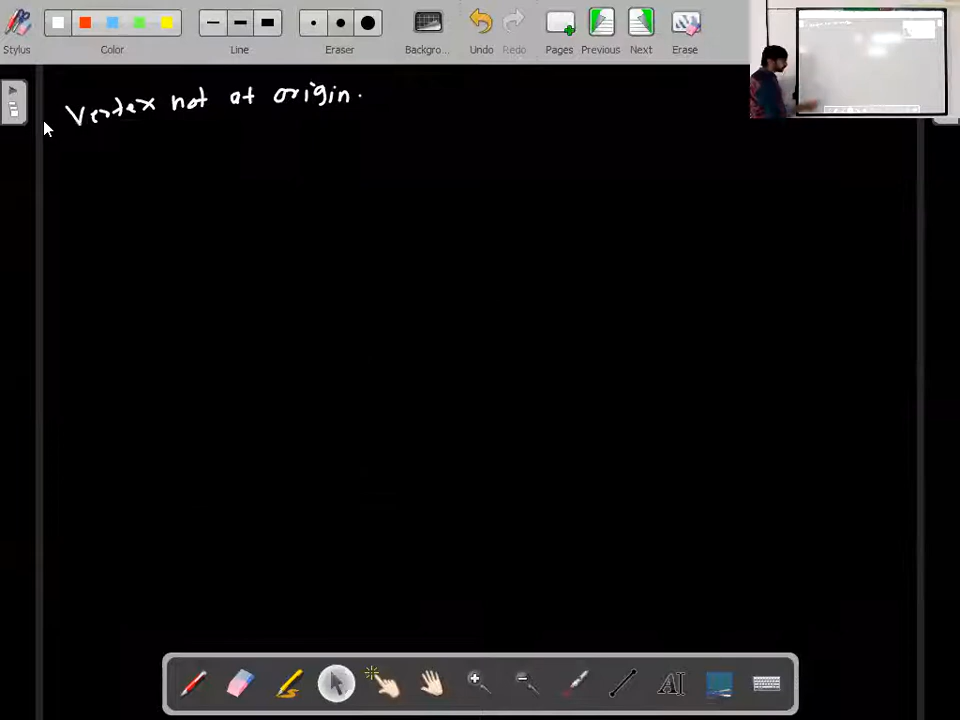 Stylus
Color
Line
Eraser
Backgro...
Undo
Redo
Pages
Previous
Next
Erase
Vertex not at origin.